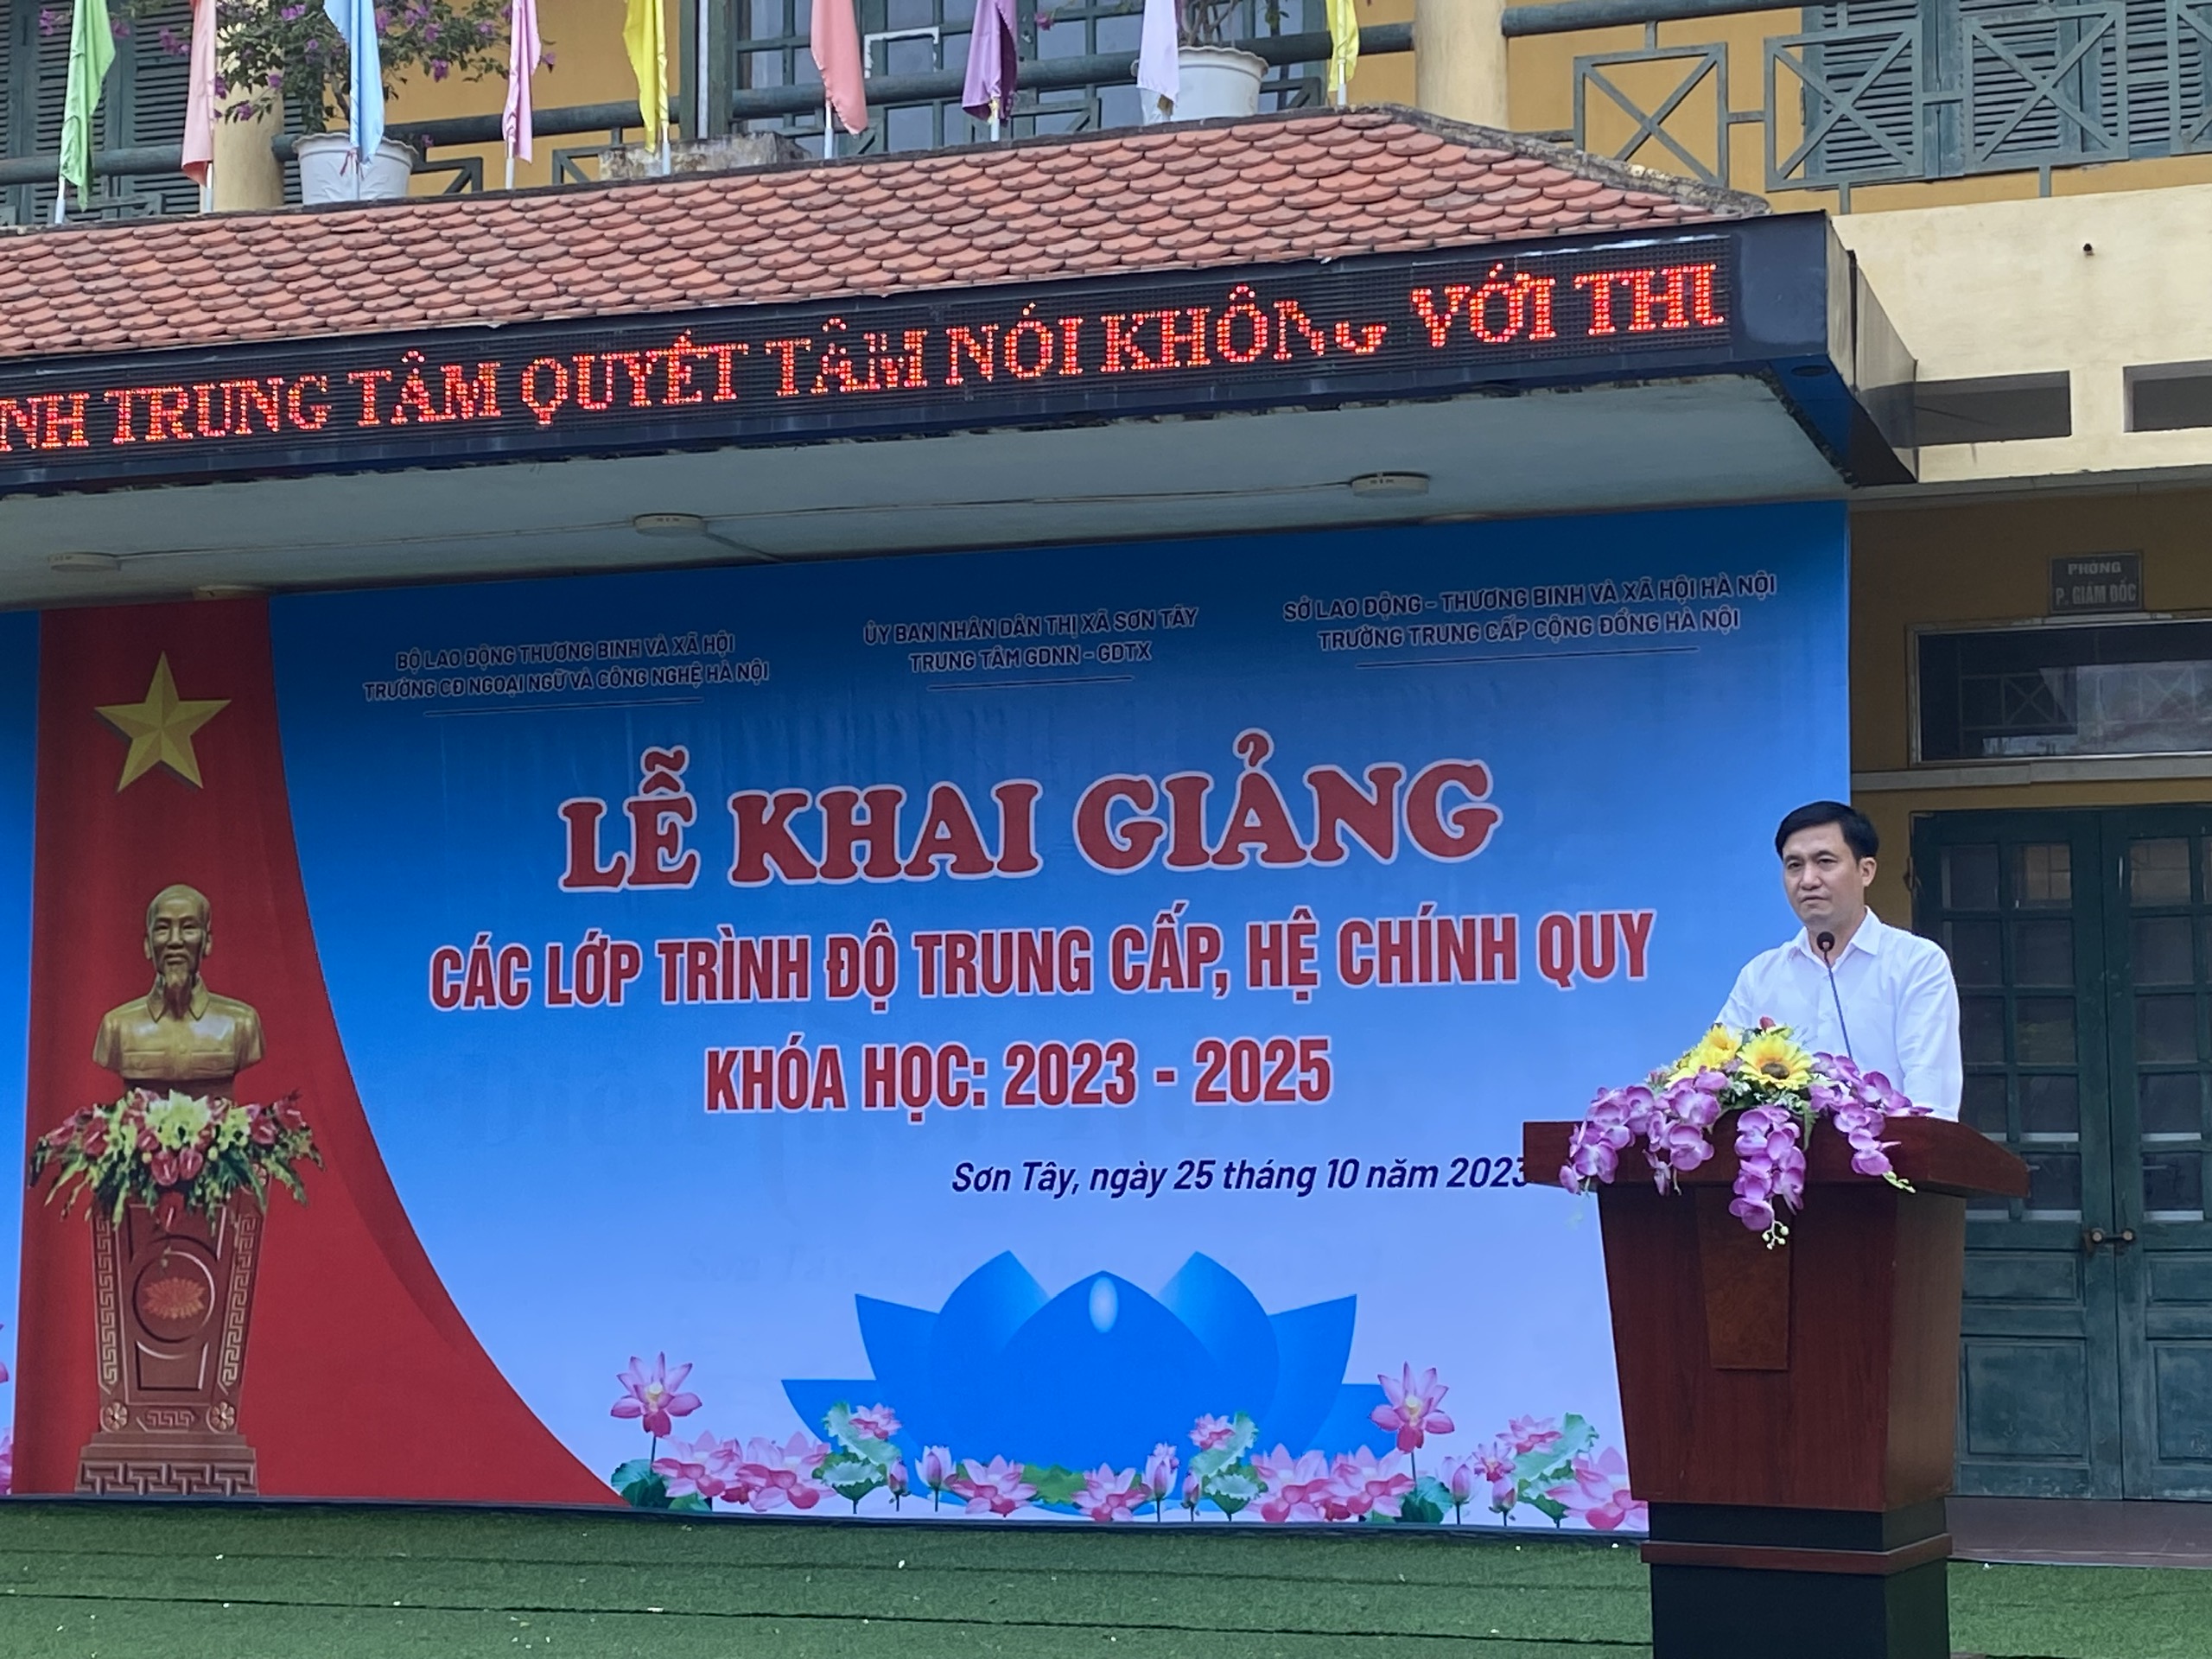 NH TRUNG TÂM QUYẾT TÂM NÓI KHÔNG VỚI THI
BỘ LAO ĐỘNG THƯƠNG BINH VÀ XÃ HỘI
TRƯỜNG CĐ NGOẠI NGỮ VÀ CÔNG NGHỆ HÀ NỘI
ỦY BAN NHÂN DÂN THỊ XÃ SƠN TÂY
TRUNG TÂM GDNN - GDTX
SỞ LAO ĐỘNG - THƯƠNG BINH VÀ XÃ HỘI HÀ NỘI
TRƯỜNG TRUNG CẤP CỘNG ĐỒNG HÀ NỘI
PHÒNG
P. GIÁM ĐỐC
LỄ KHAI GIẢNG
CÁC LỚP TRÌNH ĐỘ TRUNG CẤP, HỆ CHÍNH QUY
KHÓA HỌC: 2023 - 2025
Sơn Tây, ngày 25 tháng 10 năm 2023